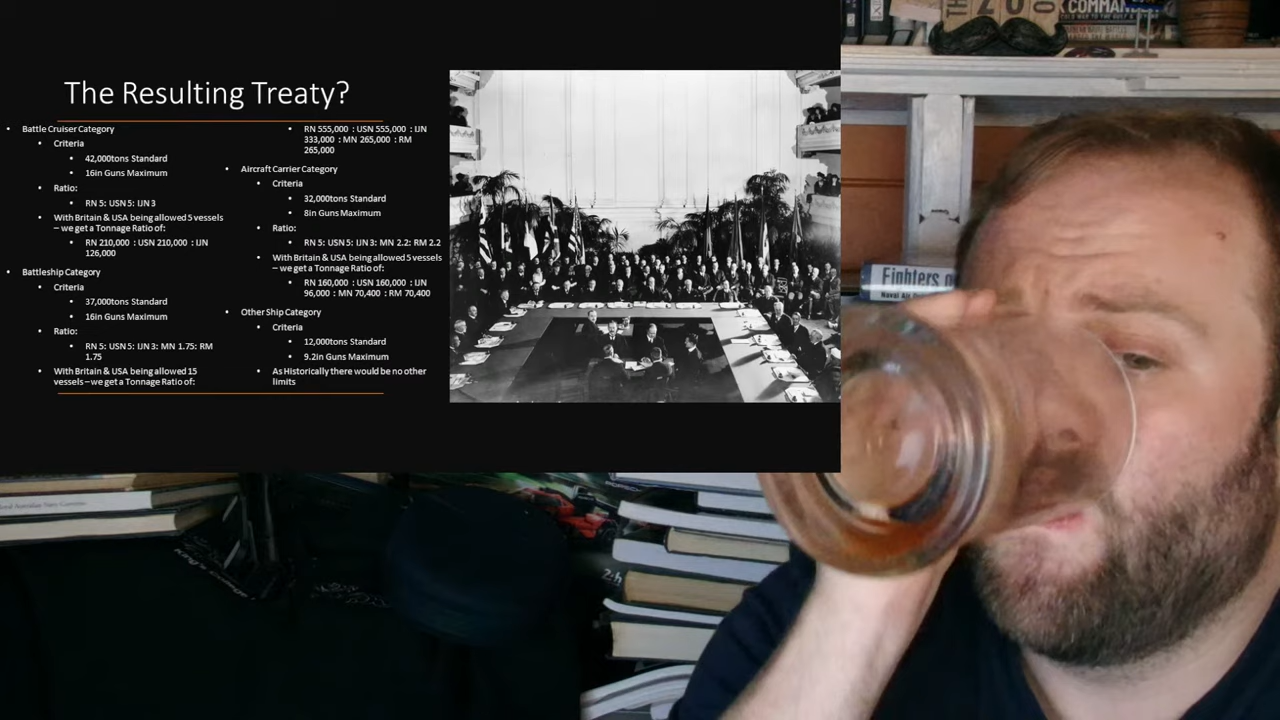 The Resulting Treaty?
• Battle Cruiser Category
• Criteria
• 42,000tons Standard
• 16in Guns Maximum
• Ratio:
• RN 5: USN 5: IJN 3
• With Britain & USA being allowed 5 vessels
– we get a Tonnage Ratio of:
• RN 210,000 : USN 210,000 : IJN
126,000
• Battleship Category
• Criteria
• 37,000tons Standard
• 16in Guns Maximum
• Ratio:
• RN 5: USN 5: IJN 3: MN 1.75: RM
1.75
• With Britain & USA being allowed 15
vessels – we get a Tonnage Ratio of:
• RN 555,000 : USN 555,000 : IJN
333,000 : MN 265,000 : RM
265,000
• Aircraft Carrier Category
• Criteria
• 32,000tons Standard
• 8in Guns Maximum
• Ratio:
• RN 5: USN 5: IJN 3: MN 2.2: RM 2.2
• With Britain & USA being allowed 5 vessels
– we get a Tonnage Ratio of:
• RN 160,000 : USN 160,000 : IJN
96,000 : MN 70,400 : RM 70,400
• Other Ship Category
• Criteria
• 12,000tons Standard
• 9.2in Guns Maximum
• As Historically there would be no other
limits
COMMAND
Fighters o
Naval Air